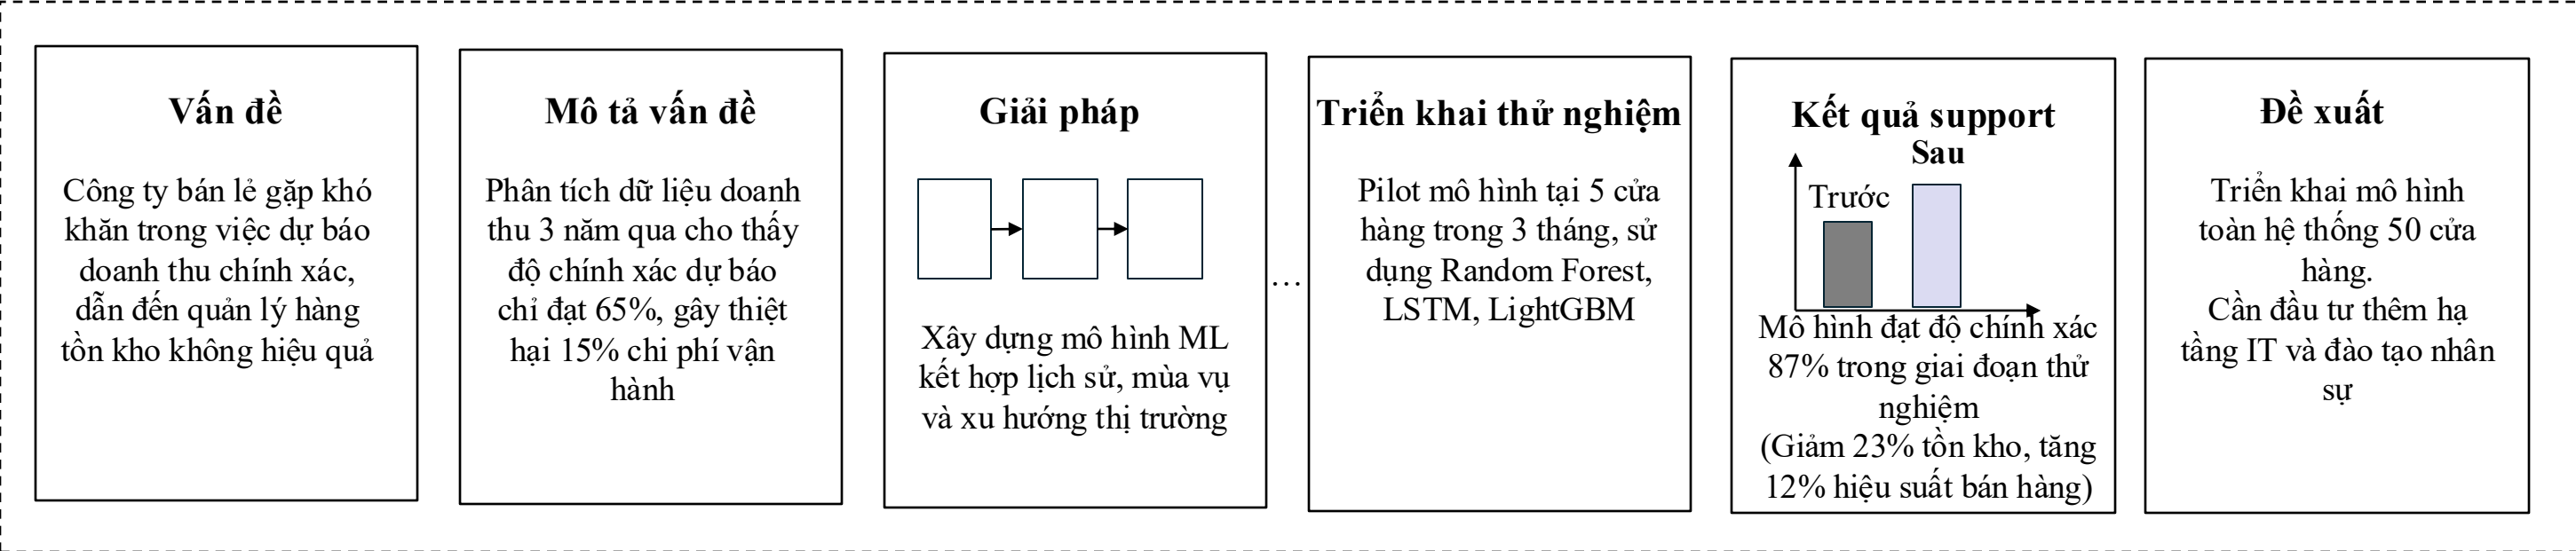 Vấn đề
Công ty bán lẻ gặp khó
khăn trong việc dự báo
doanh thu chính xác,
dẫn đến quản lý hàng
tồn kho không hiệu quả
Mô tả vấn đề
Phân tích dữ liệu doanh
thu 3 năm qua cho thấy
độ chính xác dự báo
chỉ đạt 65%, gây thiệt
hại 15% chi phí vận
hành
Giải pháp
Xây dựng mô hình ML
kết hợp lịch sử, mùa vụ
và xu hướng thị trường
...
Triển khai thử nghiệm
Pilot mô hình tại 5 cửa
hàng trong 3 tháng, sử
dụng Random Forest,
LSTM, LightGBM
Kết quả support
Sau
Trước
Mô hình đạt độ chính xác
87% trong giai đoạn thử
nghiệm
(Giảm 23% tồn kho, tăng
12% hiệu suất bán hàng)
Đề xuất
Triển khai mô hình
toàn hệ thống 50 cửa
hàng.
Cần đầu tư thêm hạ
tầng IT và đào tạo nhân
sự